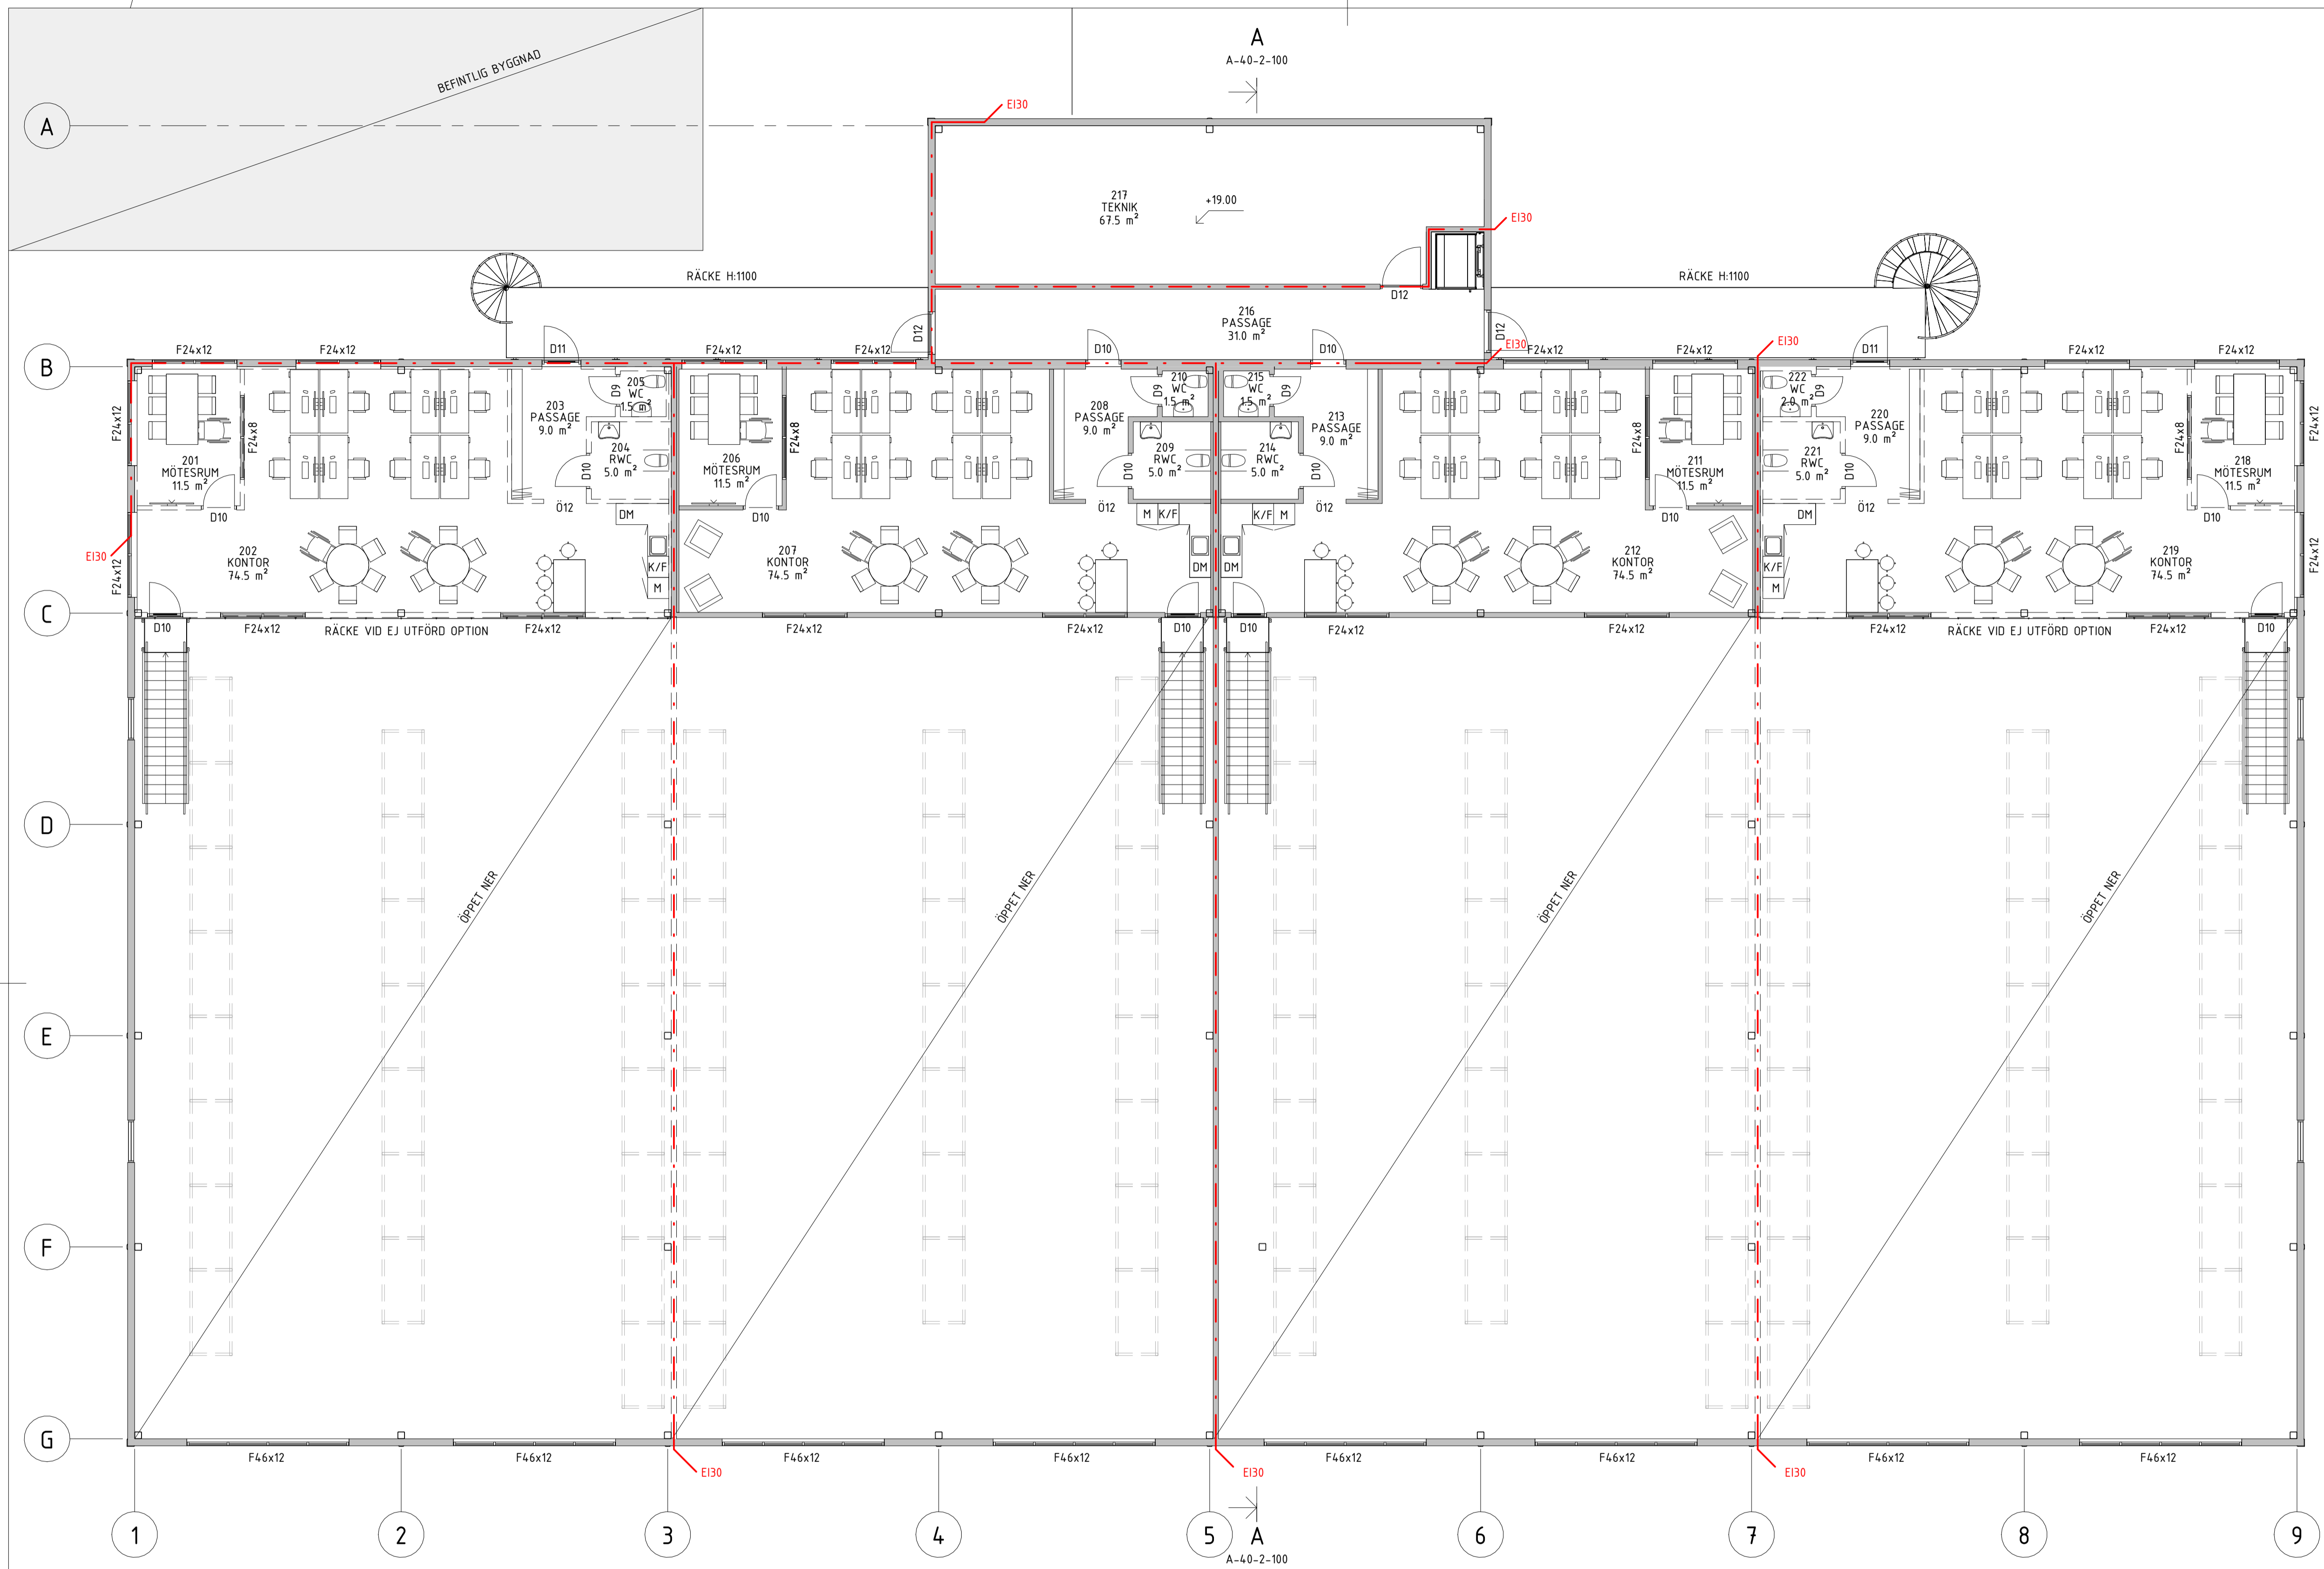 A
A-40-2-100
BEFINTLIG BYGGNAD
A
EI30
217
TEKNIK
67.5 m²
+19.00
EI30
RÄCKE H:1100
RÄCKE H:1100
D12
216
PASSAGE
31.0 m²
D12
D12
EI30
EI30
F24x12
F24x12
D11
F24x12
F24x12
D10
D10
F24x12
F24x12
D11
F24x12
F24x12
B
F24x12
F24x8
201
MÖTESRUM
11.5 m²
D10
203
PASSAGE
9.0 m²
D9
205
WC
1.5 m²
204
RWC
5.0 m²
D10
Ö12
DM
K/F
M
202
KONTOR
74.5 m²
EI30
F24x12
F24x8
206
MÖTESRUM
11.5 m²
D10
207
KONTOR
74.5 m²
208
PASSAGE
9.0 m²
D9
210
WC
1.5 m²
209
RWC
5.0 m²
D10
Ö12
M
K/F
DM
215
WC
1.5 m²
D9
214
RWC
5.0 m²
213
PASSAGE
9.0 m²
D10
Ö12
K/F
M
DM
F24x8
211
MÖTESRUM
11.5 m²
D10
212
KONTOR
74.5 m²
222
WC
2.0 m²
D9
220
PASSAGE
9.0 m²
221
RWC
5.0 m²
D10
Ö12
DM
K/F
M
F24x8
218
MÖTESRUM
11.5 m²
D10
219
KONTOR
74.5 m²
F24x12
F24x12
C
D10
F24x12
RÄCKE VID EJ UTFÖRD OPTION
F24x12
F24x12
F24x12
D10
D10
F24x12
F24x12
F24x12
RÄCKE VID EJ UTFÖRD OPTION
F24x12
D10
D
ÖPPET NER
ÖPPET NER
ÖPPET NER
ÖPPET NER
E
F
G
F46x12
F46x12
EI30
F46x12
F46x12
EI30
F46x12
F46x12
EI30
F46x12
F46x12
1
2
3
4
5
A
6
7
8
9
A-40-2-100